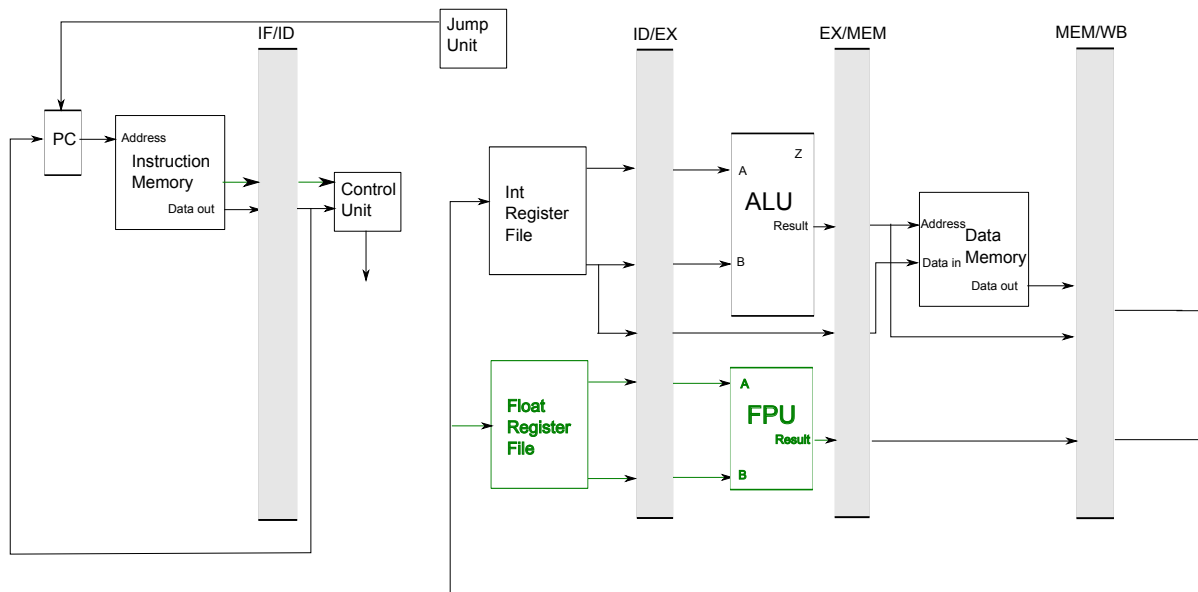 Jump
Unit
IF/ID
ID/EX
EX/MEM
MEM/WB
PC
Address
Instruction
Memory
Data out
Control
Unit
Int
Register
File
A
Z
ALU
Result
B
Address
Data
Memory
Data in
Data out
Float
Register
File
A
FPU
Result
B